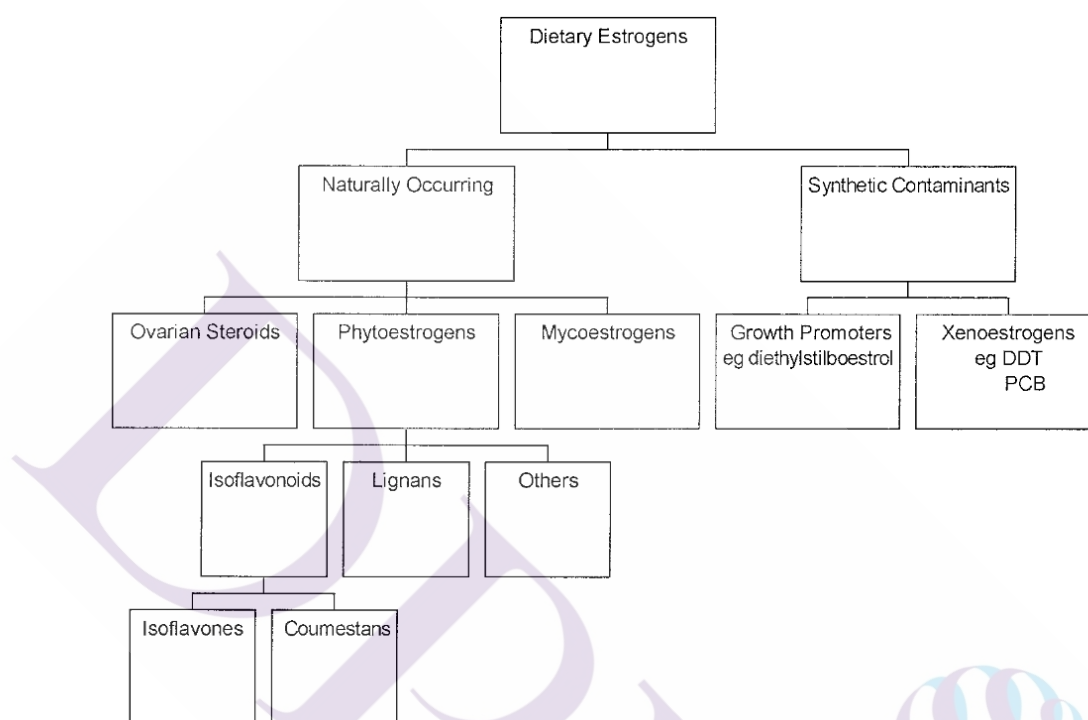 Dietary Estrogens
Naturally Occurring
Synthetic Contaminants
Ovarian Steroids
Phytoestrogens
Mycoestrogens
Growth Promoters
eg diethylstilboestrol
Xenoestrogens
eg DDT
PCB
Isoflavonoids
Lignans
Others
Isoflavones
Coumestans